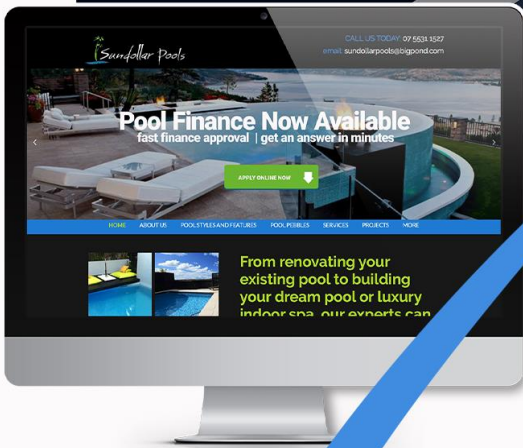 CALL US TODAY 07 5531 1527
email sundollarpools@bigpond.com
Sundollar Pools
Pool Finance Now Available
fast finance approval | get an answer in minutes
APPLY ONLINE NOW
HOME ABOUT US POOL STYLES AND FEATURES POOL PEBBLES SERVICES PROJECTS MORE
From renovating your
existing pool to building
your dream pool or luxury
indoor spa, our experts can